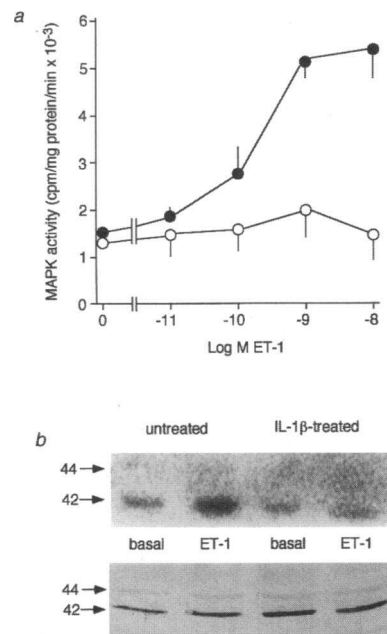 a
MAPK activity (cpm/mg protein/min x 10-3)
6
5
4
3
2
1
0
0
-11
-10
-9
-8
Log M ET-1
b
untreated
IL-1β-treated
44
42
basal
ET-1
basal
ET-1
44
42